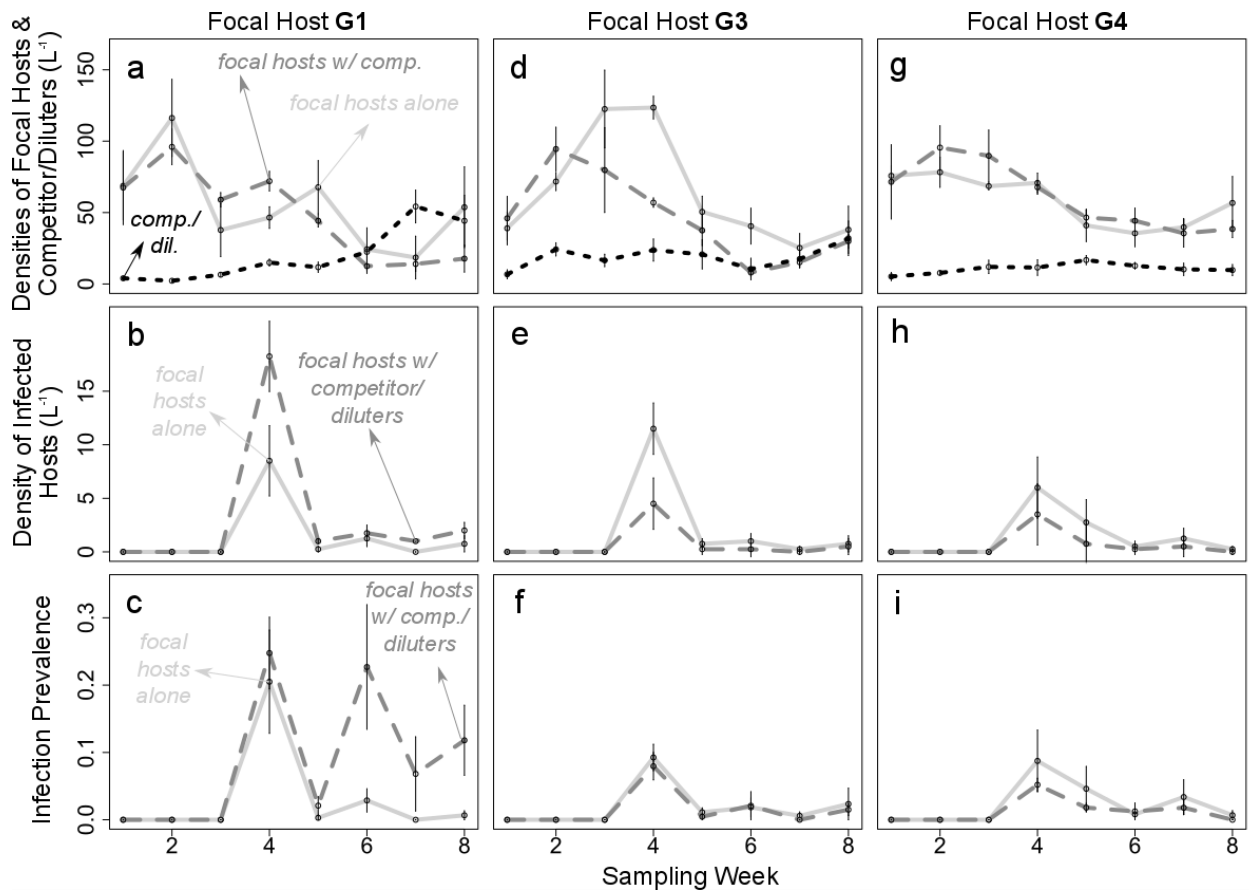 Focal Host G1
Focal Host G3
Focal Host G4
Densities of Focal Hosts &
Competitor/Diluters (L⁻¹)
150
100
50
0
a
focal hosts w/ comp.
focal hosts alone
comp./
dil.
d
g
Density of Infected
Hosts (L⁻¹)
15
10
5
0
b
focal
hosts
alone
focal hosts w/
competitor/
diluters
e
h
Infection Prevalence
0.3
0.2
0.1
0.0
c
focal
hosts
alone
focal hosts
w/ comp./
diluters
f
i
2 4 6 8
2 4 6 8
2 4 6 8
Sampling Week